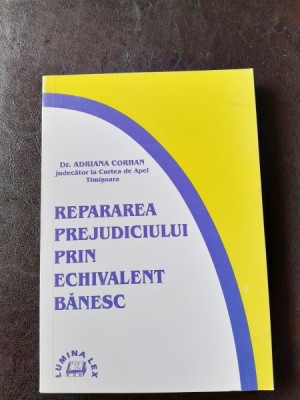 Dr. ADRIANA CORHAN
judecător la Curtea de Apel
Timişoara
REPARAREA
PREJUDICIULUI
PRIN
ECHIVALENT
BĂNESC
LUMINA LEX